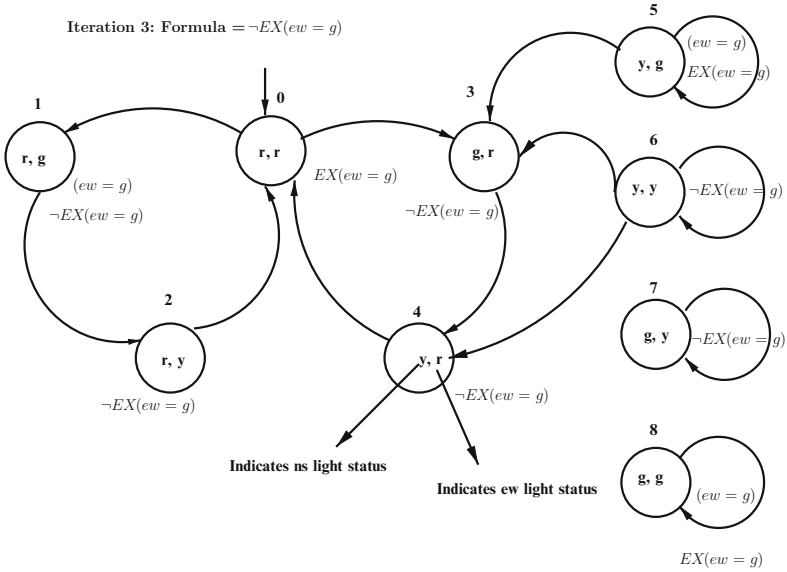 Iteration 3: Formula = ¬EX(ew = g)
5
(ew = g)
y, g
EX(ew = g)
0
3
1
6
r, g
r, r
g, r
EX(ew = g)
(ew = g)
y, y
¬EX(ew = g)
¬EX(ew = g)
¬EX(ew = g)
2
4
7
g, y
¬EX(ew = g)
r, y
y, r
¬EX(ew = g)
¬EX(ew = g)
8
Indicates ns light status
g, g
(ew = g)
Indicates ew light status
EX(ew = g)